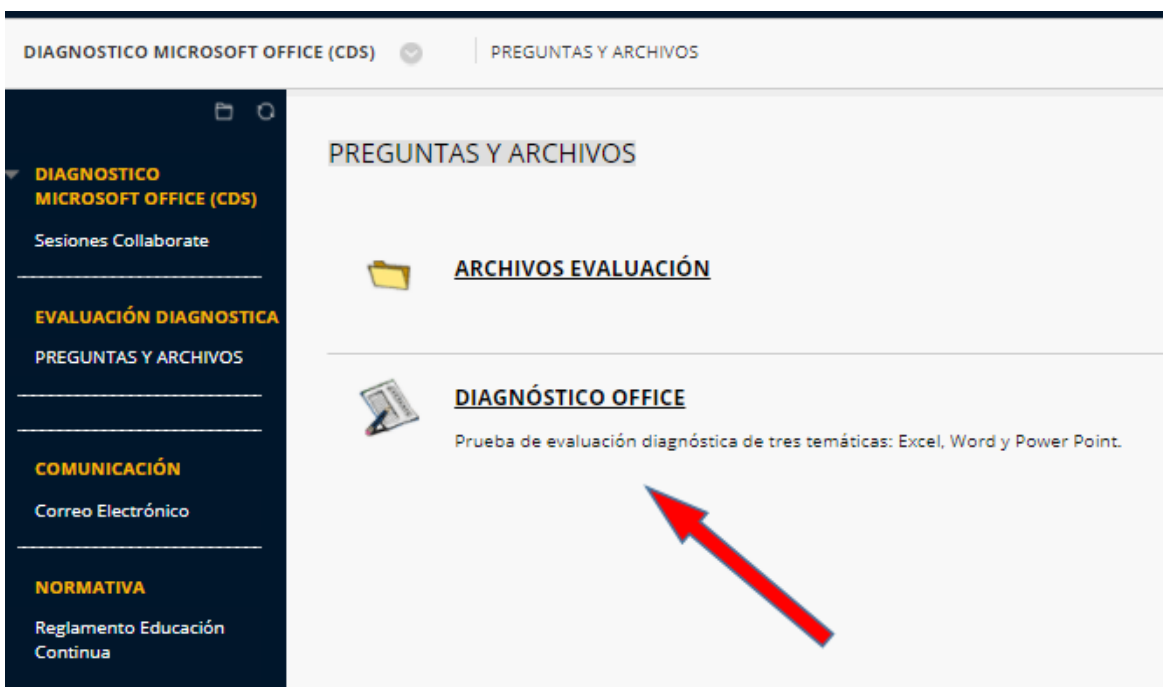 DIAGNOSTICO MICROSOFT OFFICE (CDS)
PREGUNTAS Y ARCHIVOS
DIAGNOSTICO
MICROSOFT OFFICE (CDS)
Sesiones Collaborate
EVALUACIÓN DIAGNOSTICA
PREGUNTAS Y ARCHIVOS
COMUNICACIÓN
Correo Electrónico
NORMATIVA
Reglamento Educación
Continua
PREGUNTAS Y ARCHIVOS
ARCHIVOS EVALUACIÓN
DIAGNÓSTICO OFFICE
Prueba de evaluación diagnóstica de tres temáticas: Excel, Word y Power Point.